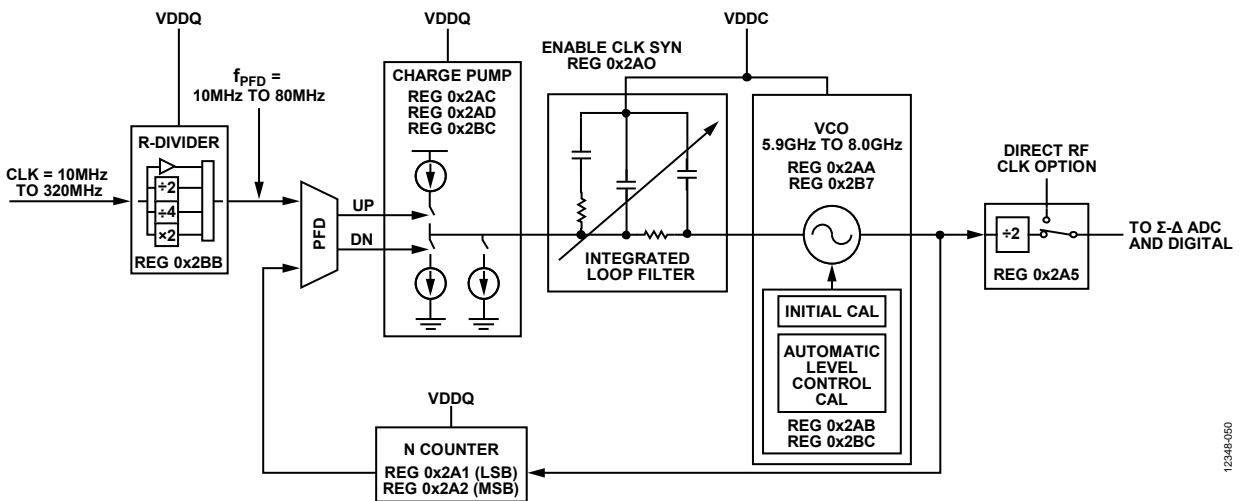 VDDQ
VDDQ
VDDC
f PFD =
10MHz TO 80MHz
ENABLE CLK SYN
REG 0x2AO
R-DIVIDER
÷2
÷4
×2
REG 0x2BB
CLK = 10MHz
TO 320MHz
PFD
UP
DN
CHARGE PUMP
REG 0x2AC
REG 0x2AD
REG 0x2BC
INTEGRATED
LOOP FILTER
VCO
5.9GHz TO 8.0GHz
REG 0x2AA
REG 0x2B7
INITIAL CAL
AUTOMATIC
LEVEL
CONTROL
CAL
REG 0x2AB
REG 0x2BC
DIRECT RF
CLK OPTION
÷2
REG 0x2A5
TO Σ-Δ ADC
AND DIGITAL
VDDQ
N COUNTER
REG 0x2A1 (LSB)
REG 0x2A2 (MSB)
12348-050